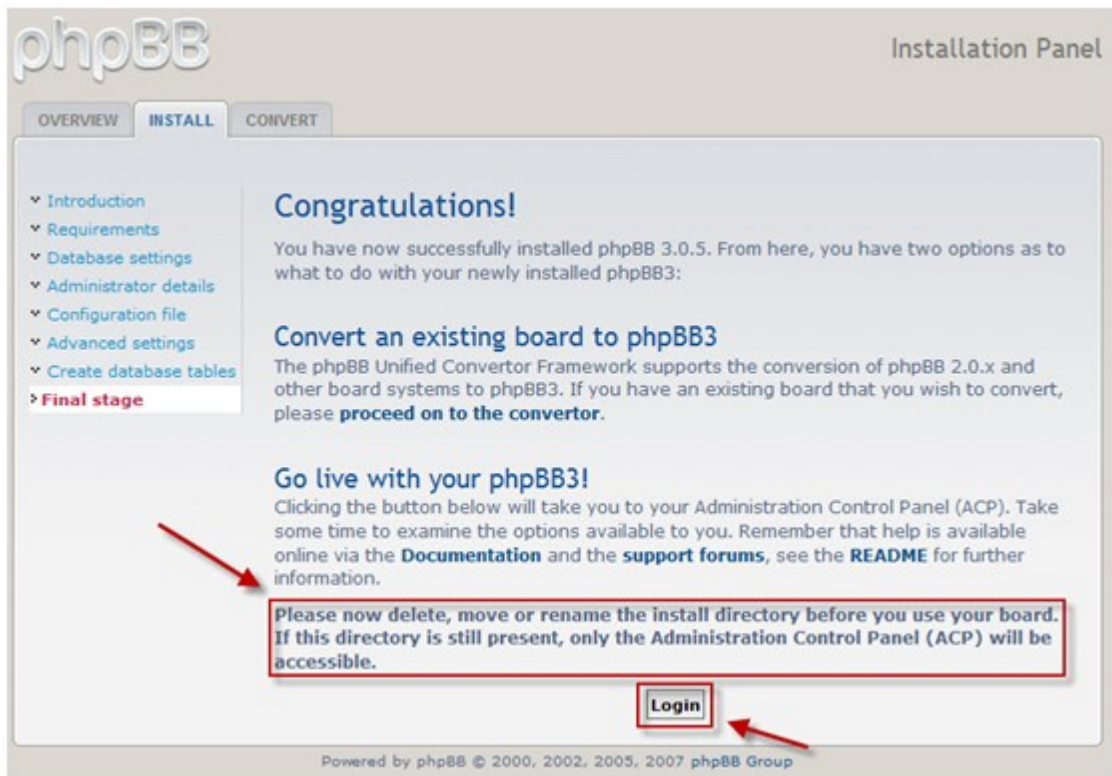 phpBB
Installation Panel
OVERVIEW INSTALL CONVERT
Introduction
Requirements
Database settings
Administrator details
Configuration file
Advanced settings
Create database tables
Final stage
Congratulations!
You have now successfully installed phpBB 3.0.5. From here, you have two options as to
what to do with your newly installed phpBB3:
Convert an existing board to phpBB3
The phpBB Unified Convertor Framework supports the conversion of phpBB 2.0.x and
other board systems to phpBB3. If you have an existing board that you wish to convert,
please proceed on to the convertor.
Go live with your phpBB3!
Clicking the button below will take you to your Administration Control Panel (ACP). Take
some time to examine the options available to you. Remember that help is available
online via the Documentation and the support forums, see the README for further
information.
Please now delete, move or rename the install directory before you use your board.
If this directory is still present, only the Administration Control Panel (ACP) will be
accessible.
Login
Powered by phpBB © 2000, 2002, 2005, 2007 phpBB Group